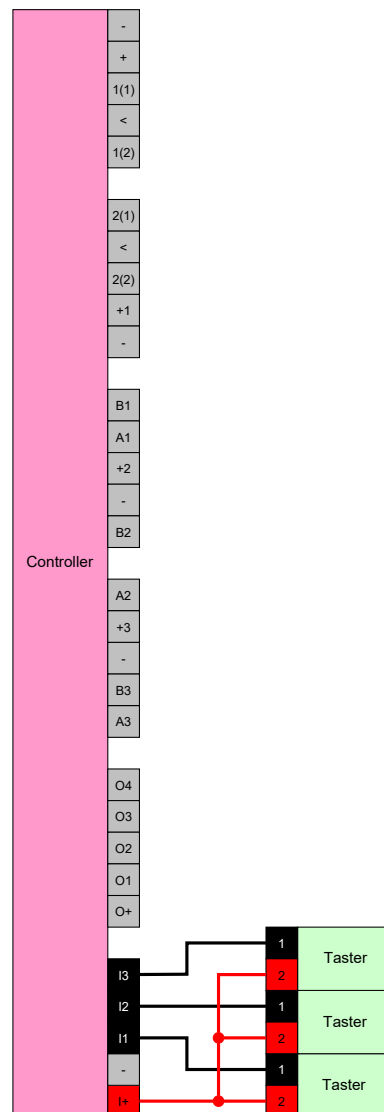 -
+
1(1)
<
1(2)
2(1)
<
2(2)
+1
-
B1
A1
+2
-
B2
Controller
A2
+3
-
B3
A3
O4
O3
O2
O1
O+
1
Taster
2
I3
1
I2
Taster
2
I1
1
-
Taster
2
I+